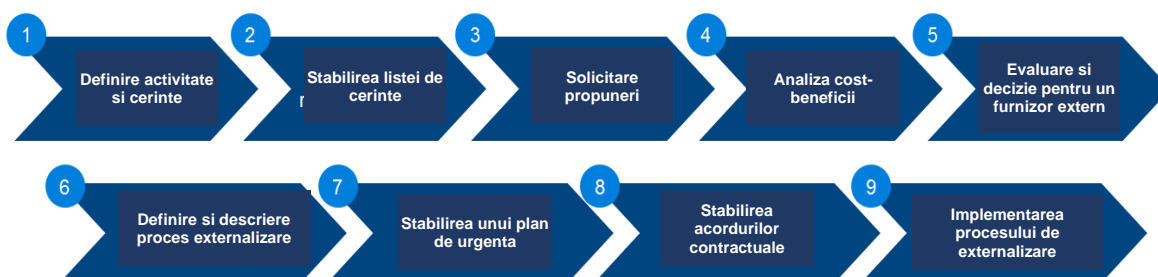 1
Definire activitate
si cerinte
2
Stabilirea listei de
cerinte
3
Solicitare
propuneri
4
Analiza cost-
beneficii
5
Evaluare si
decizie pentru un
furnizor extern
6
Definire si descriere
proces externalizare
7
Stabilirea unui plan
de urgenta
8
Stabilirea
acordurilor
contractuale
9
Implementarea
procesului de
externalizare